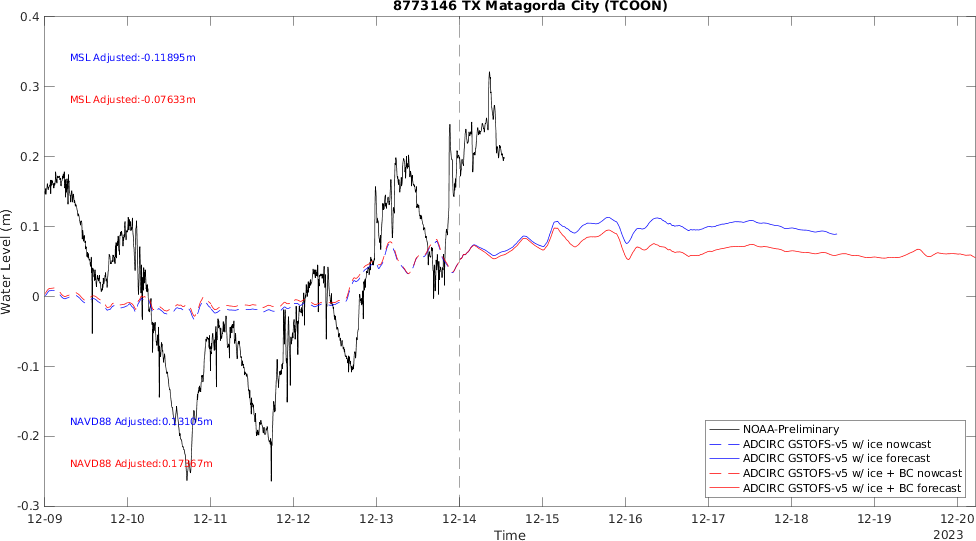 8773146 TX Matagorda City (TCOON)
0.4
MSL Adjusted:-0.11895m
0.3
MSL Adjusted:-0.07633m
0.2
0.1
Water Level (m)
0
-0.1
NAVD88 Adjusted:0.13105m
-0.2
NAVD88 Adjusted:0.17367m
-0.3
NOAA-Preliminary
ADCIRC GSTOFS-v5 w/ ice nowcast
ADCIRC GSTOFS-v5 w/ ice forecast
ADCIRC GSTOFS-v5 w/ ice + BC nowcast
ADCIRC GSTOFS-v5 w/ ice + BC forecast
12-09 12-10 12-11 12-12 12-13 12-14 12-15 12-16 12-17 12-18 12-19 12-20
Time 2023